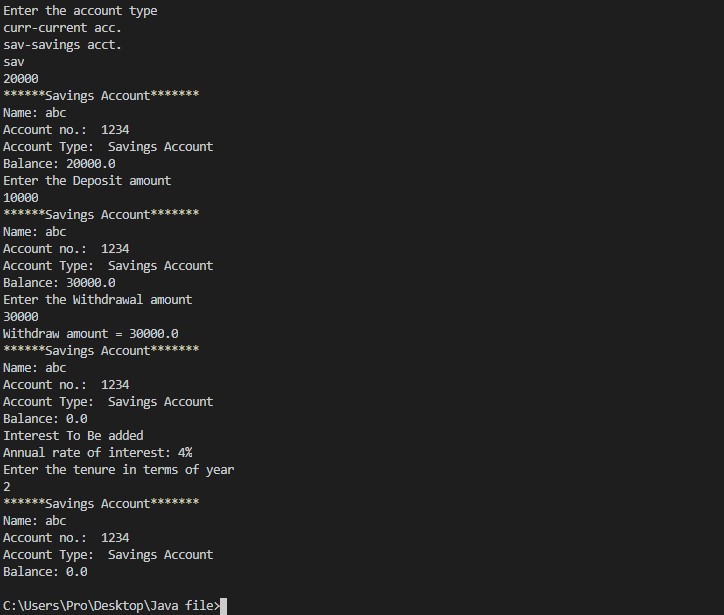 Enter the account type
curr-current acc.
sav-savings acct.
sav
20000
******Savings Account*******
Name: abc
Account no.:  1234
Account Type:  Savings Account
Balance: 20000.0
Enter the Deposit amount
10000
******Savings Account*******
Name: abc
Account no.:  1234
Account Type:  Savings Account
Balance: 30000.0
Enter the Withdrawal amount
30000
Withdraw amount = 30000.0
******Savings Account*******
Name: abc
Account no.:  1234
Account Type:  Savings Account
Balance: 0.0
Interest To Be added
Annual rate of interest: 4%
Enter the tenure in terms of year
2
******Savings Account*******
Name: abc
Account no.:  1234
Account Type:  Savings Account
Balance: 0.0
C:\Users\Pro\Desktop\Java file>